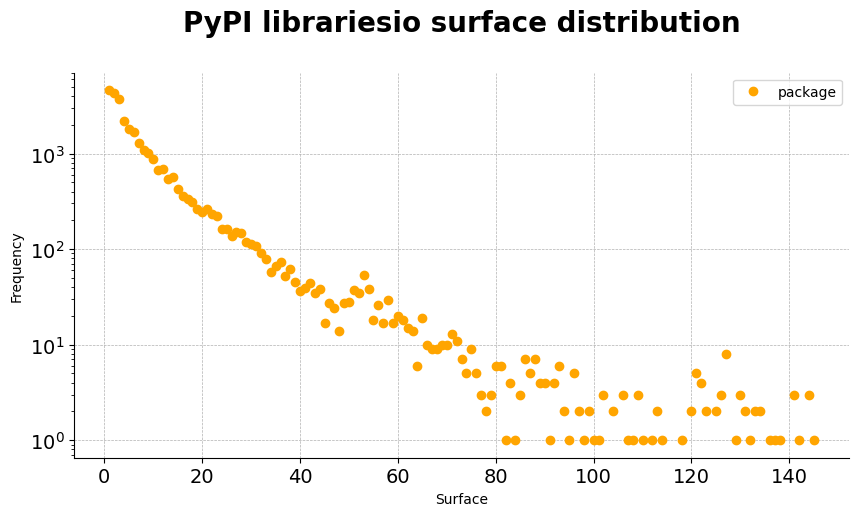 PyPI librariesio surface distribution
package
10³
10²
10¹
10⁰
Frequency
0 20 40 60 80 100 120 140
Surface